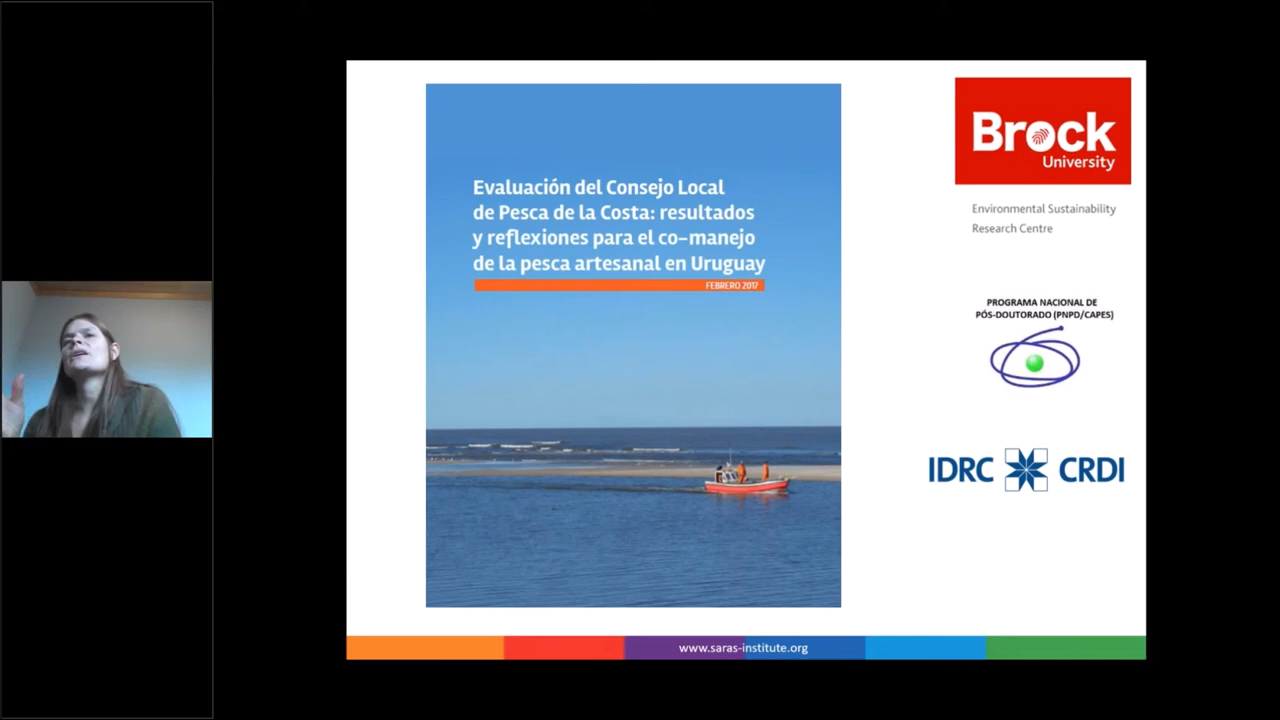 Evaluación del Consejo Local
de Pesca de la Costa: resultados
y reflexiones para el co-manejo
de la pesca artesanal en Uruguay
FEBRERO 2017
Brock
University
Environmental Sustainability
Research Centre
PROGRAMA NACIONAL DE
PÓS-DOUTORADO (PNPD/CAPES)
IDRC CRDI
www.saras-institute.org